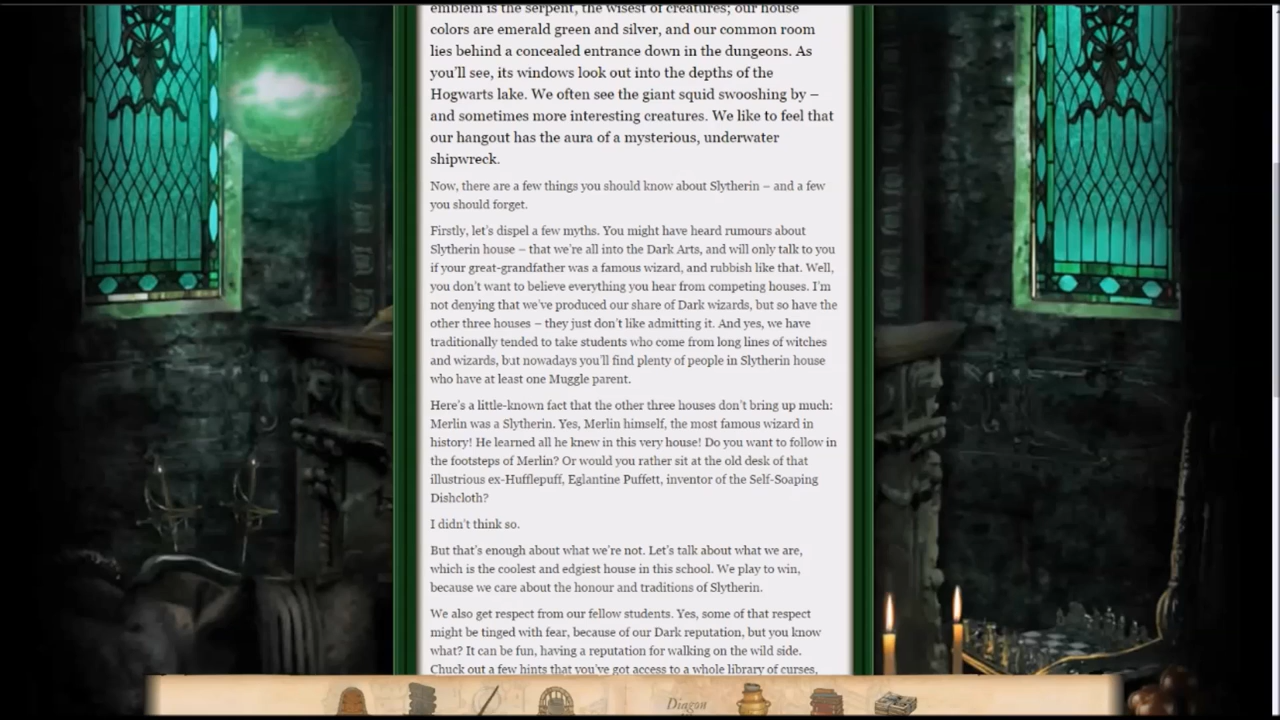 emblem is the serpent, the wisest of creatures; our house
colors are emerald green and silver, and our common room
lies behind a concealed entrance down in the dungeons. As
you'll see, its windows look out into the depths of the
Hogwarts lake. We often see the giant squid swooshing by –
and sometimes more interesting creatures. We like to feel that
our hangout has the aura of a mysterious, underwater
shipwreck.
Now, there are a few things you should know about Slytherin – and a few
you should forget.
Firstly, let's dispel a few myths. You might have heard rumours about
Slytherin house – that we're all into the Dark Arts, and will only talk to you
if your great-grandfather was a famous wizard, and rubbish like that. Well,
you don't want to believe everything you hear from competing houses. I'm
not denying that we've produced our share of Dark wizards, but so have the
other three houses – they just don't like admitting it. And yes, we have
traditionally tended to take students who come from long lines of witches
and wizards, but nowadays you'll find plenty of people in Slytherin house
who have at least one Muggle parent.
Here's a little-known fact that the other three houses don't bring up much:
Merlin was a Slytherin. Yes, Merlin himself, the most famous wizard in
history! He learned all he knew in this very house! Do you want to follow in
the footsteps of Merlin? Or would you rather sit at the old desk of that
illustrious ex-Hufflepuff, Eglantine Puffett, inventor of the Self-Soaping
Dishcloth?
I didn't think so.
But that's enough about what we're not. Let's talk about what we are,
which is the coolest and edgiest house in this school. We play to win,
because we care about the honour and traditions of Slytherin.
We also get respect from our fellow students. Yes, some of that respect
might be tinged with fear, because of our Dark reputation, but you know
what? It can be fun, having a reputation for walking on the wild side.
Chuck out a few hints that you've got access to a whole library of curses,
Diagon